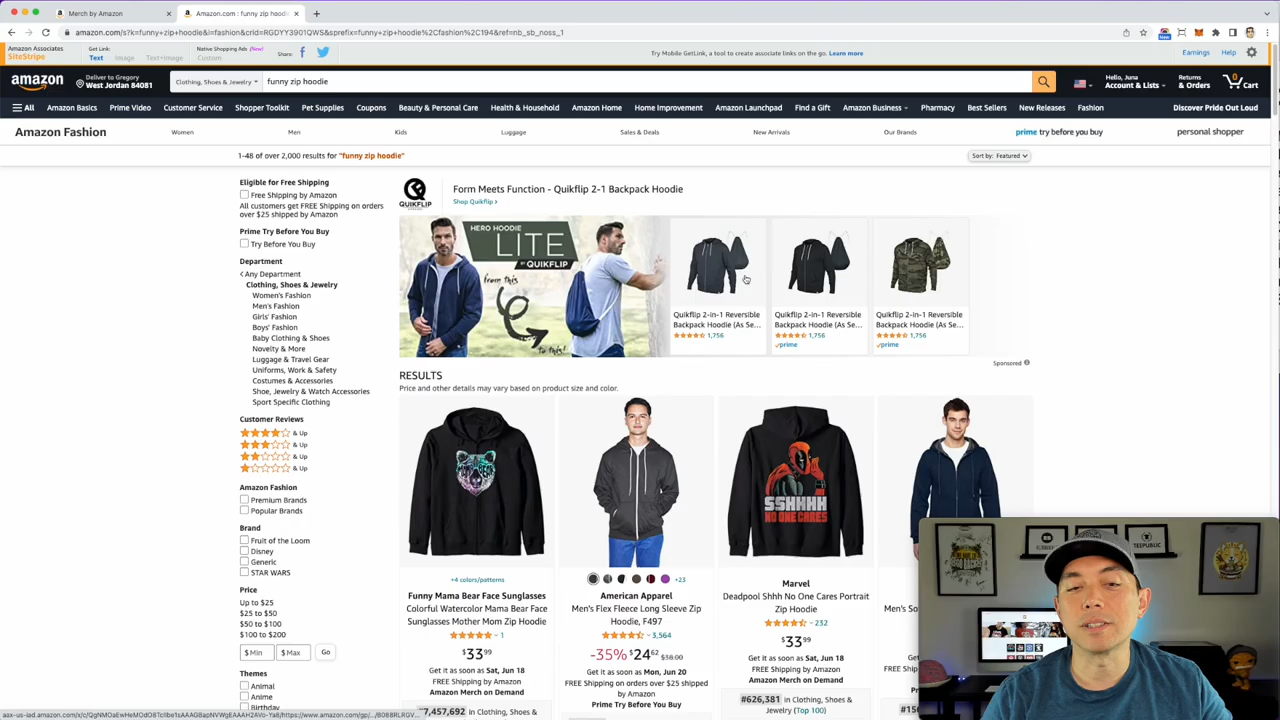 Merch by Amazon
Amazon.com : funny zip hoodie
amazon.com/s?k=funny+zip+hoodie&i=fashion&crid=RGDYY3901QWS&sprefix=funny+zip+hoodie%2Cfashion%2C194&ref=nb_sb_noss_1
Amazon Associates
SiteStripe
Get Link:
Text Image Text+Image
Native Shopping Ads (New!)
Custom
Share:
Try Mobile GetLink, a tool to create associate links on the go. Learn more
Earnings Help
amazon
Deliver to Gregory
West Jordan 84081
Clothing, Shoes & Jewelry
funny zip hoodie
Hello, Juna
Account & Lists
Returns
& Orders
0
Cart
All Amazon Basics Prime Video Customer Service Shopper Toolkit Pet Supplies Coupons Beauty & Personal Care Health & Household Amazon Home Home Improvement Amazon Launchpad Find a Gift Amazon Business Pharmacy Best Sellers New Releases Fashion Discover Pride Out Loud
Amazon Fashion Women Men Kids Luggage Sales & Deals New Arrivals Our Brands prime try before you buy personal shopper
1-48 of over 2,000 results for "funny zip hoodie"
Sort by: Featured
Eligible for Free Shipping
Free Shipping by Amazon
All customers get FREE Shipping on orders
over $25 shipped by Amazon
Prime Try Before You Buy
Try Before You Buy
Department
Any Department
Clothing, Shoes & Jewelry
Women's Fashion
Men's Fashion
Girls' Fashion
Boys' Fashion
Baby Clothing & Shoes
Novelty & More
Luggage & Travel Gear
Uniforms, Work & Safety
Costumes & Accessories
Shoe, Jewelry & Watch Accessories
Sport Specific Clothing
Customer Reviews
& Up
& Up
& Up
& Up
Amazon Fashion
Premium Brands
Popular Brands
Brand
Fruit of the Loom
Disney
Generic
STAR WARS
Price
Up to $25
$25 to $50
$50 to $100
$100 to $200
$ Min
$ Max
Go
Themes
Animal
Anime
Birthday
QUIKFLIP
Form Meets Function - Quikflip 2-1 Backpack Hoodie
Shop Quikflip
HERO HOODIE
LITE
BY QUIKFLIP
from this
to this!
Quikflip 2-in-1 Reversible
Backpack Hoodie (As Se...
1,756
Quikflip 2-in-1 Reversible
Backpack Hoodie (As Se...
1,756
prime
Quikflip 2-in-1 Reversible
Backpack Hoodie (As Se...
1,756
prime
Sponsored
RESULTS
Price and other details may vary based on product size and color.
+4 colors/patterns
Funny Mama Bear Face Sunglasses
Colorful Watercolor Mama Bear Face
Sunglasses Mother Mom Zip Hoodie
1
$33.99
Get it as soon as Sat, Jun 18
FREE Shipping by Amazon
Amazon Merch on Demand
#7,457,692 in Clothing, Shoes &
+23
American Apparel
Men's Flex Fleece Long Sleeve Zip
Hoodie, F497
3,564
-35% $24.62 $38.00
Get it as soon as Mon, Jun 20
FREE Shipping on orders over $25 shipped
by Amazon
Prime Try Before You Buy
SSHHHH
NO ONE CARES
Marvel
Deadpool Shhh No One Cares Portrait
Zip Hoodie
232
$33.99
Get it as soon as Sat, Jun 18
FREE Shipping by Amazon
Amazon Merch on Demand
#626,381 in Clothing, Shoes &
Jewelry (Top 100)
TEEPUBLIC